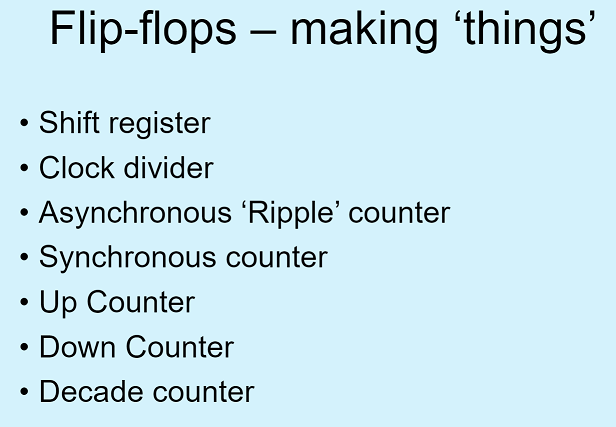 Flip-flops – making ‘things’
• Shift register
• Clock divider
• Asynchronous ‘Ripple’ counter
• Synchronous counter
• Up Counter
• Down Counter
• Decade counter